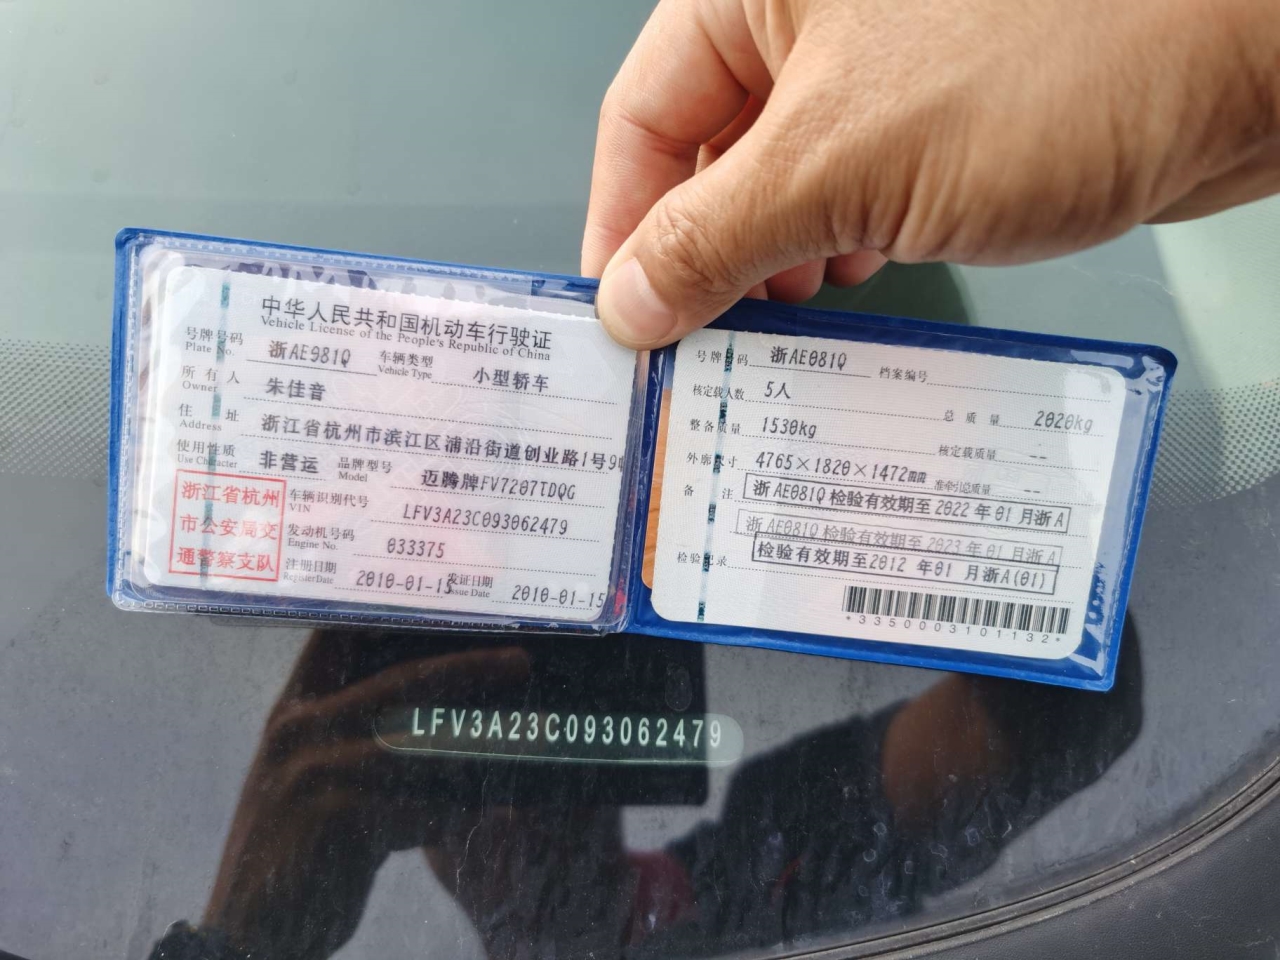 中华人民共和国机动车行驶证
Vehicle License of the People's Republic of China
号牌号码 浙AE981Q 车辆类型 小型轿车
Plate No. Vehicle Type
所有人 朱佳音
Owner
住址 浙江省杭州市滨江区浦沿街道创业路1号9
Address
使用性质 非营运 品牌型号 迈腾牌FV7207TDQG
Use Character Model
浙江省杭州
市公安局交
通警察支队
车辆识别代号 LFV3A23C093062479
VIN
发动机号码 033375
Engine No.
注册日期 2010-01-15 发证日期 2010-01-15
Register Date Issue Date
号牌号码 浙AE081Q 档案编号
核定载人数 5人 总质量 2020kg
整备质量 1530kg 核定载质量 --
外廓尺寸 4765×1820×1472mm 准牵引总质量 --
备注 浙AE081Q 检验有效期至2022年01月浙A
浙AE081Q 检验有效期至2023年01月浙A
检验记录 检验有效期至2012年01月浙A(01)
*3350003101132*
LFV3A23C093062479